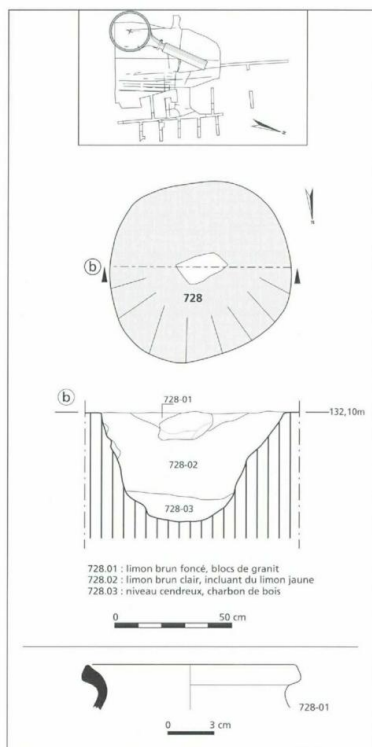 b
728
b
728-01
132,10m
728-02
728-03
728.01 : limon brun foncé, blocs de granit
728.02 : limon brun clair, incluant du limon jaune
728.03 : niveau cendreux, charbon de bois
0 50 cm
728-01
0 3 cm